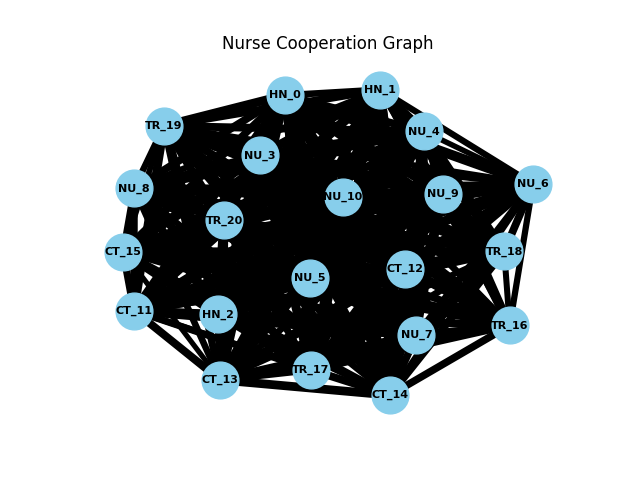 Nurse Cooperation Graph
HN_0
HN_1
TR_19
NU_4
NU_3
NU_8
NU_6
NU_10
NU_9
TR_20
CT_15
TR_18
CT_12
NU_5
CT_11
HN_2
TR_16
NU_7
TR_17
CT_13
CT_14